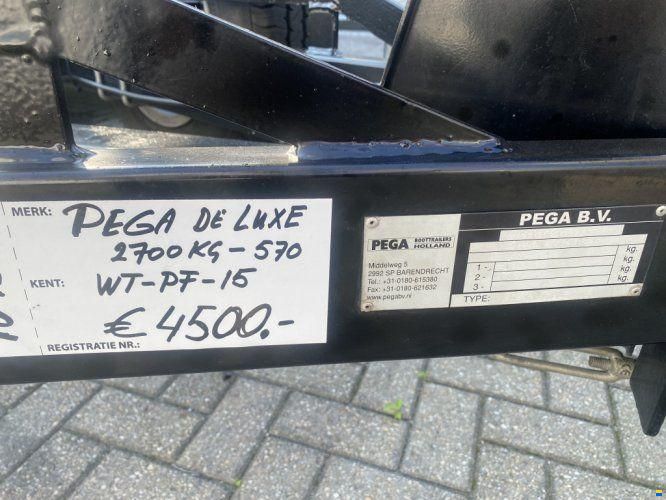 MERK: PEGA DE LUXE
2700KG-570
KENT: WT-PF-15
€ 4500.-
REGISTRATIE NR.:
PEGA BOOTTRAILERS HOLLAND
Middelweg 5
2992 SP BARENDRECHT
Tel.: +31-0180-615380
Fax: +31-0180-621632
www.pegabv.nl
PEGA B.V.
kg.
1 - kg.
2 - kg.
3 - kg.
TYPE: